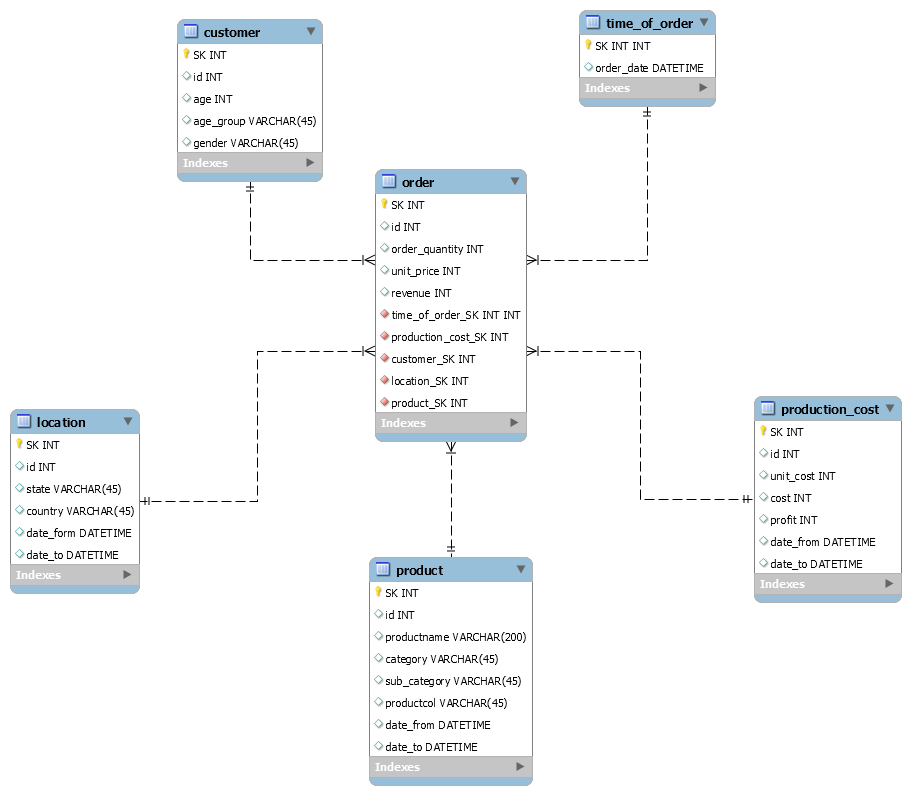 customer
SK INT
id INT
age INT
age_group VARCHAR(45)
gender VARCHAR(45)
Indexes
time_of_order
SK INT INT
order_date DATETIME
Indexes
order
SK INT
id INT
order_quantity INT
unit_price INT
revenue INT
time_of_order_SK INT INT
production_cost_SK INT
customer_SK INT
location_SK INT
product_SK INT
Indexes
location
SK INT
id INT
state VARCHAR(45)
country VARCHAR(45)
date_form DATETIME
date_to DATETIME
Indexes
production_cost
SK INT
id INT
unit_cost INT
cost INT
profit INT
date_from DATETIME
date_to DATETIME
Indexes
product
SK INT
id INT
productname VARCHAR(200)
category VARCHAR(45)
sub_category VARCHAR(45)
productcol VARCHAR(45)
date_from DATETIME
date_to DATETIME
Indexes